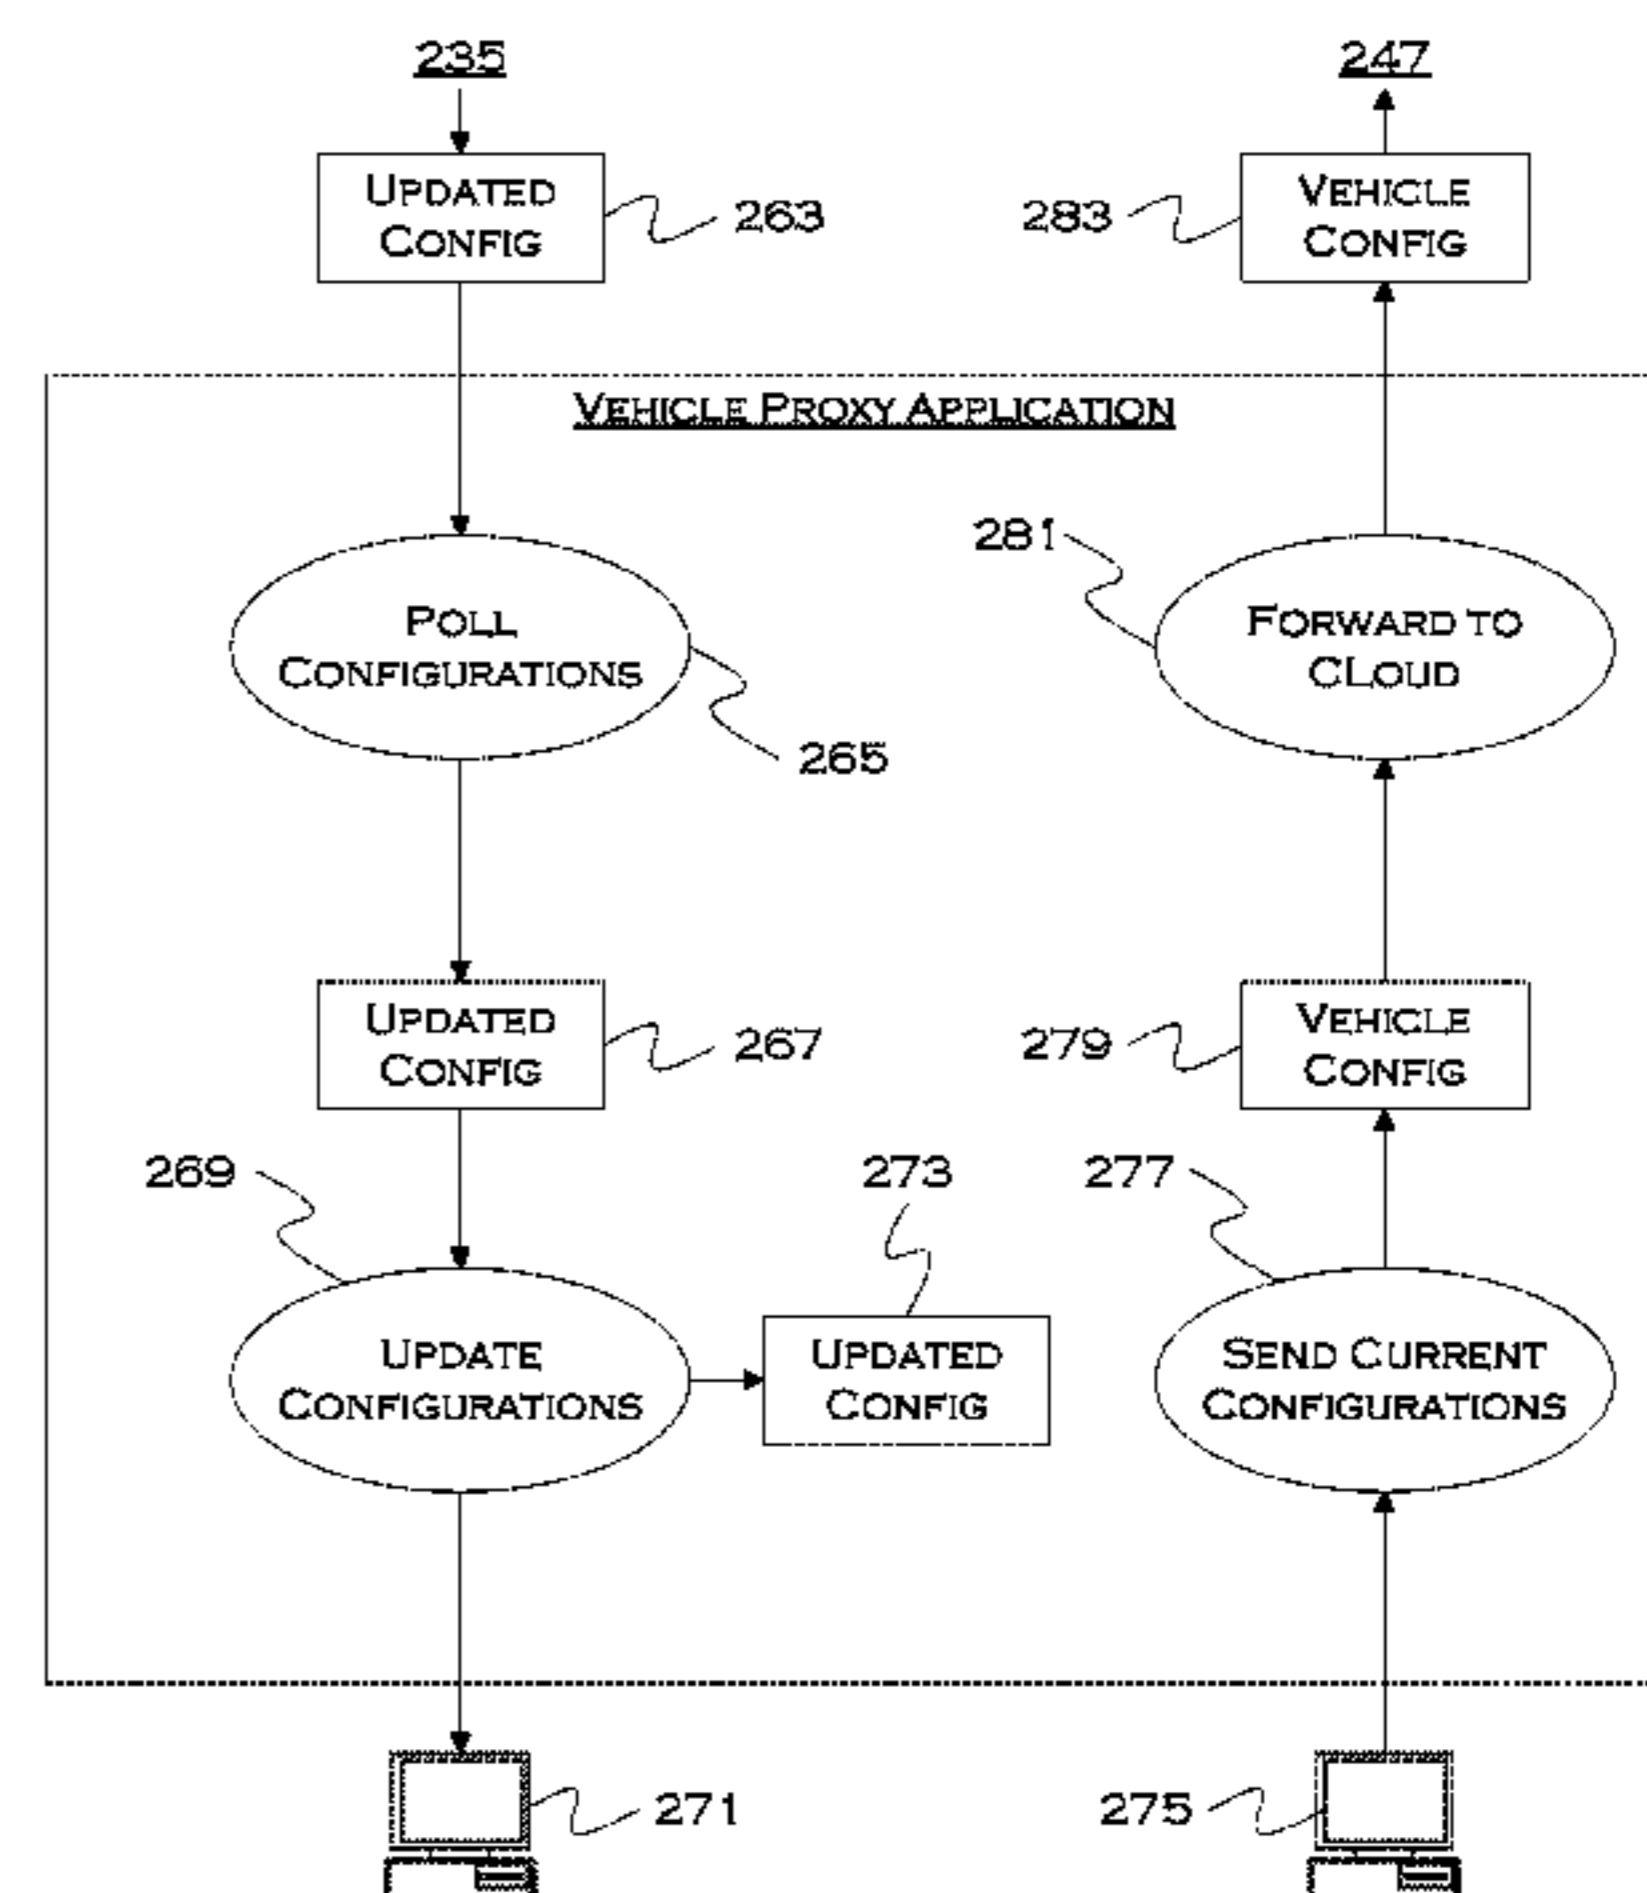 235
247
UPDATED
CONFIG
263
283
VEHICLE
CONFIG
VEHICLE PROXY APPLICATION
281
POLL
CONFIGURATIONS
FORWARD TO
CLOUD
265
UPDATED
CONFIG
267
279
VEHICLE
CONFIG
269
273
277
UPDATE
CONFIGURATIONS
UPDATED
CONFIG
SEND CURRENT
CONFIGURATIONS
271
275